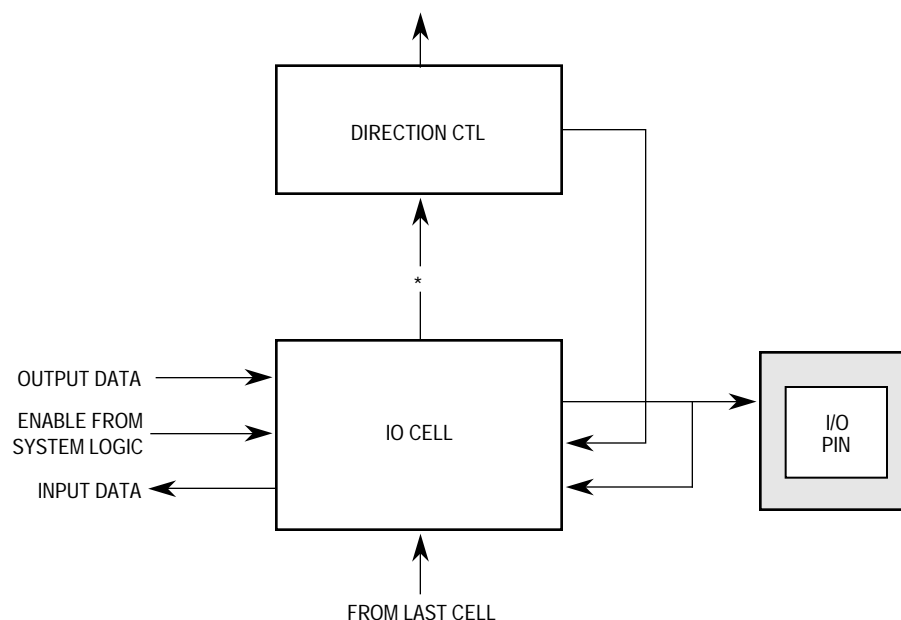 DIRECTION CTL
*
OUTPUT DATA
ENABLE FROM
SYSTEM LOGIC
INPUT DATA
IO CELL
I/O
PIN
FROM LAST CELL